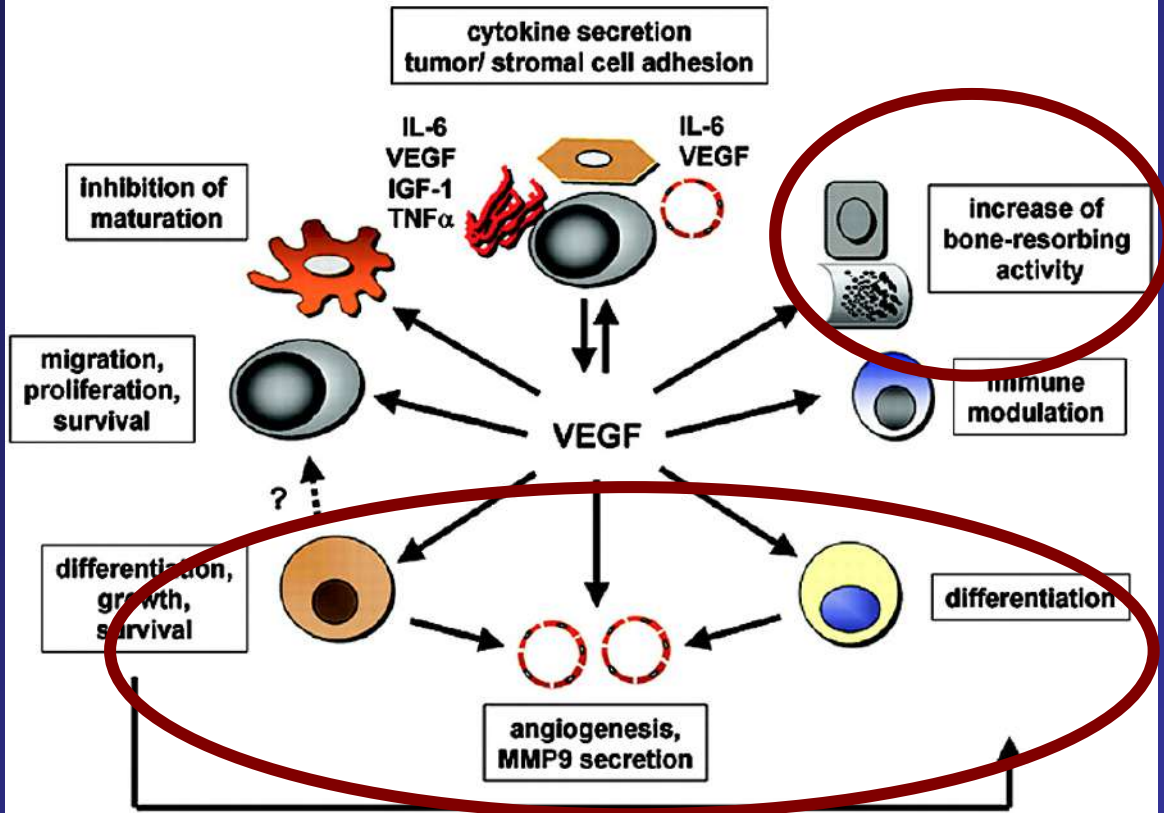 cytokine secretion
tumor/ stromal cell adhesion
IL-6
VEGF
IGF-1
TNFα
IL-6
VEGF
inhibition of
maturation
increase of
bone-resorbing
activity
migration,
proliferation,
survival
immune
modulation
VEGF
?
differentiation,
growth,
survival
differentiation
angiogenesis,
MMP9 secretion